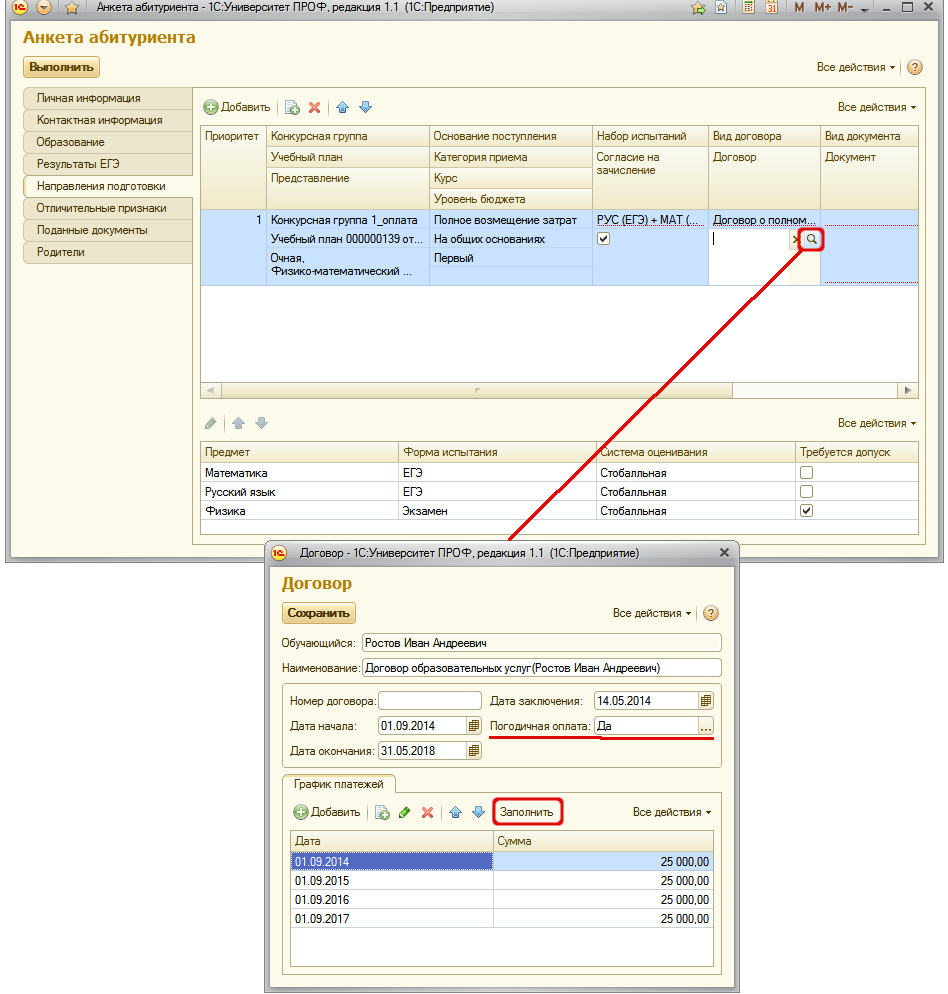 Анкета абитуриента - 1С:Университет ПРОФ, редакция 1.1 (1С:Предприятие)
M M+ M-
Анкета абитуриента
Выполнить
Все действия
Личная информация
Контактная информация
Образование
Результаты ЕГЭ
Направления подготовки
Отличительные признаки
Поданные документы
Родители
Добавить
Все действия
Приоритет Конкурсная группа Основание поступления Набор испытаний Вид договора Вид документа
Учебный план Категория приема Согласие на зачисление Договор Документ
Представление Курс
Уровень бюджета
1 Конкурсная группа 1_оплата Полное возмещение затрат РУС (ЕГЭ) + МАТ (... Договор о полном...
Учебный план 000000139 от... На общих основаниях
Очная, Первый
Физико-математический ...
Все действия
Предмет Форма испытания Система оценивания Требуется допуск
Математика ЕГЭ Стобалльная
Русский язык ЕГЭ Стобалльная
Физика Экзамен Стобалльная
Договор - 1С:Университет ПРОФ, редакция 1.1 (1С:Предприятие)
Договор
Сохранить
Все действия
Обучающийся: Ростов Иван Андреевич
Наименование: Договор образовательных услуг(Ростов Иван Андреевич)
Номер договора: Дата заключения: 14.05.2014
Дата начала: 01.09.2014 Погодичная оплата: Да
Дата окончания: 31.05.2018
График платежей
Добавить Заполнить Все действия
Дата Сумма
01.09.2014 25 000,00
01.09.2015 25 000,00
01.09.2016 25 000,00
01.09.2017 25 000,00